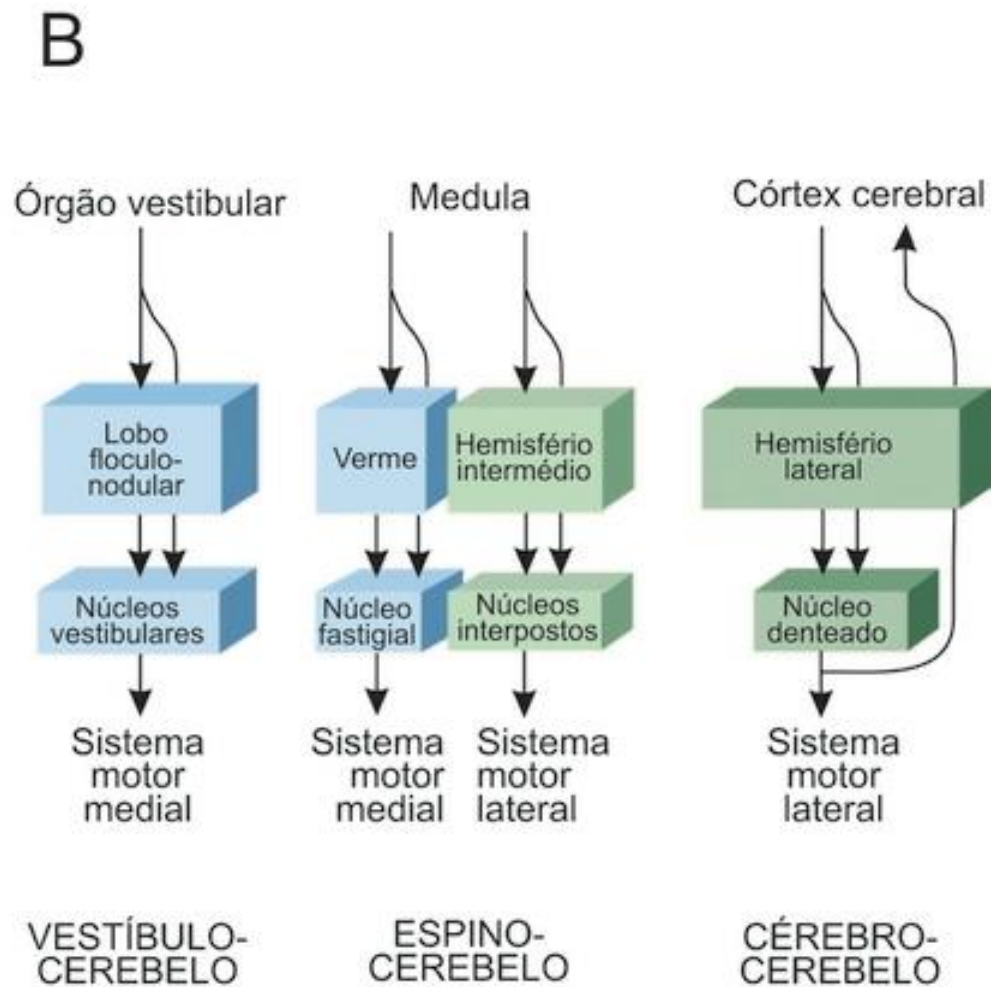 B
Órgão vestibular
Medula
Córtex cerebral
Lobo
floculo-
nodular
Verme
Hemisfério
intermédio
Hemisfério
lateral
Núcleos
vestibulares
Núcleo
fastigial
Núcleos
interpostos
Núcleo
denteado
Sistema
motor
medial
Sistema
motor
medial
Sistema
motor
lateral
Sistema
motor
lateral
VESTÍBULO-
CEREBELO
ESPINO-
CEREBELO
CÉREBRO-
CEREBELO